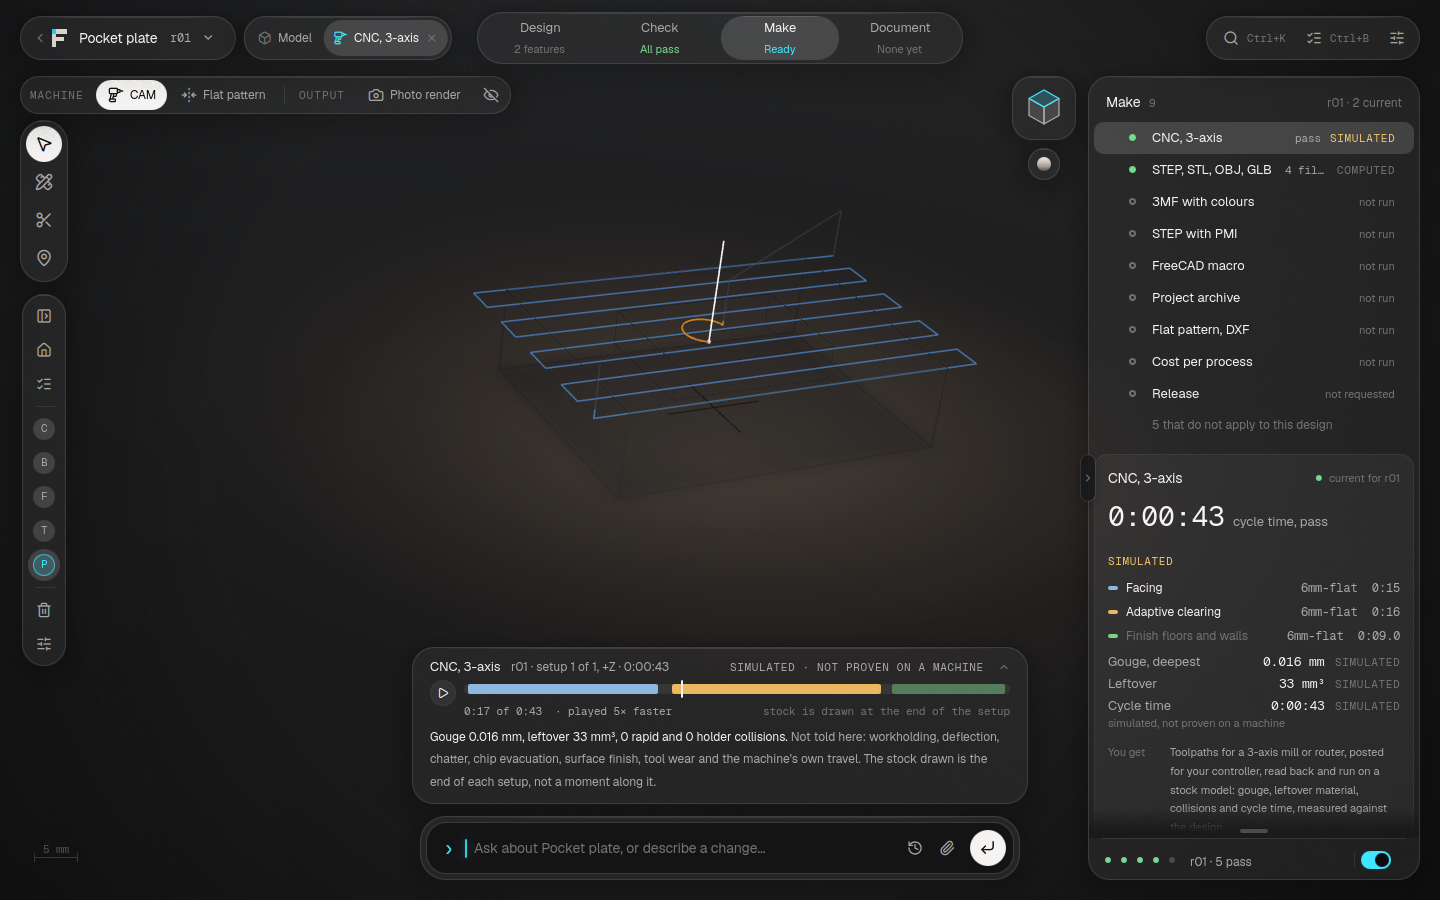 Pocket plate r01
Model
CNC, 3-axis
Design
2 features
Check
All pass
Make
Ready
Document
None yet
Ctrl+K
Ctrl+B
MACHINE
CAM
Flat pattern
OUTPUT
Photo render
C
B
F
T
P
5 mm
Make 9
r01 · 2 current
CNC, 3-axis pass SIMULATED
STEP, STL, OBJ, GLB 4 fil… COMPUTED
3MF with colours not run
STEP with PMI not run
FreeCAD macro not run
Project archive not run
Flat pattern, DXF not run
Cost per process not run
Release not requested
5 that do not apply to this design
CNC, 3-axis current for r01
0:00:43 cycle time, pass
SIMULATED
Facing 6mm-flat 0:15
Adaptive clearing 6mm-flat 0:16
Finish floors and walls 6mm-flat 0:09.0
Gouge, deepest 0.016 mm SIMULATED
Leftover 33 mm³ SIMULATED
Cycle time 0:00:43 SIMULATED
simulated, not proven on a machine
You get Toolpaths for a 3-axis mill or router, posted
for your controller, read back and run on a
stock model: gouge, leftover material,
collisions and cycle time, measured against
the design
r01 · 5 pass
CNC, 3-axis r01 · setup 1 of 1, +Z · 0:00:43 SIMULATED · NOT PROVEN ON A MACHINE
0:17 of 0:43 · played 5× faster stock is drawn at the end of the setup
Gouge 0.016 mm, leftover 33 mm³, 0 rapid and 0 holder collisions. Not told here: workholding, deflection,
chatter, chip evacuation, surface finish, tool wear and the machine's own travel. The stock drawn is the
end of each setup, not a moment along it.
Ask about Pocket plate, or describe a change…